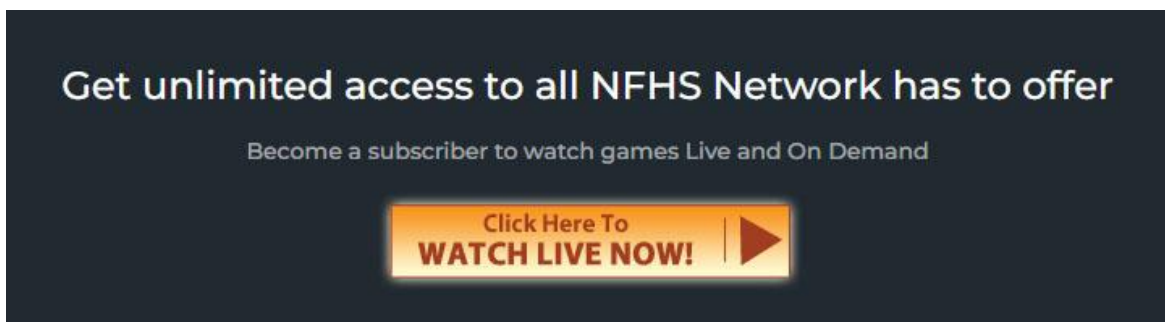 Get unlimited access to all NFHS Network has to offer
Become a subscriber to watch games Live and On Demand
Click Here To
WATCH LIVE NOW!